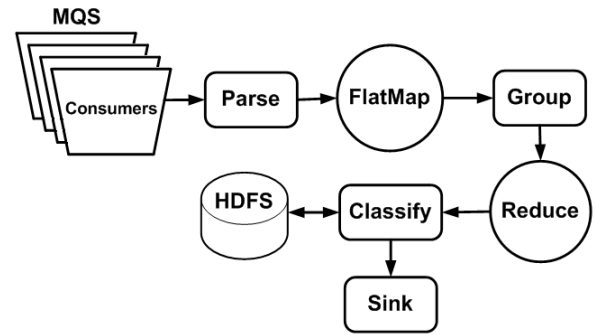 MQS
Consumers
Parse
FlatMap
Group
HDFS
Classify
Reduce
Sink